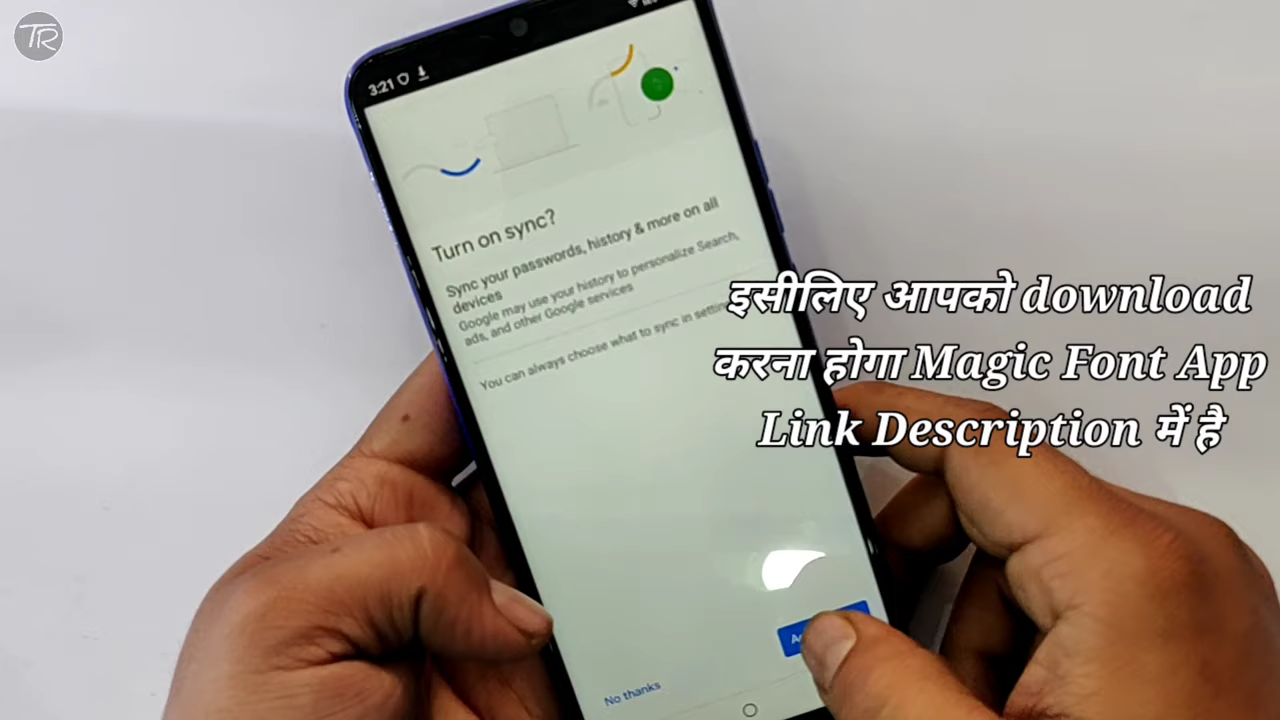 TR
3:21
Turn on sync?
Sync your passwords, history & more on all
devices
Google may use your history to personalize Search,
ads, and other Google services
You can always choose what to sync in
इसीलिए आपको download
करना होगा Magic Font App
Link Description में है
No thanks